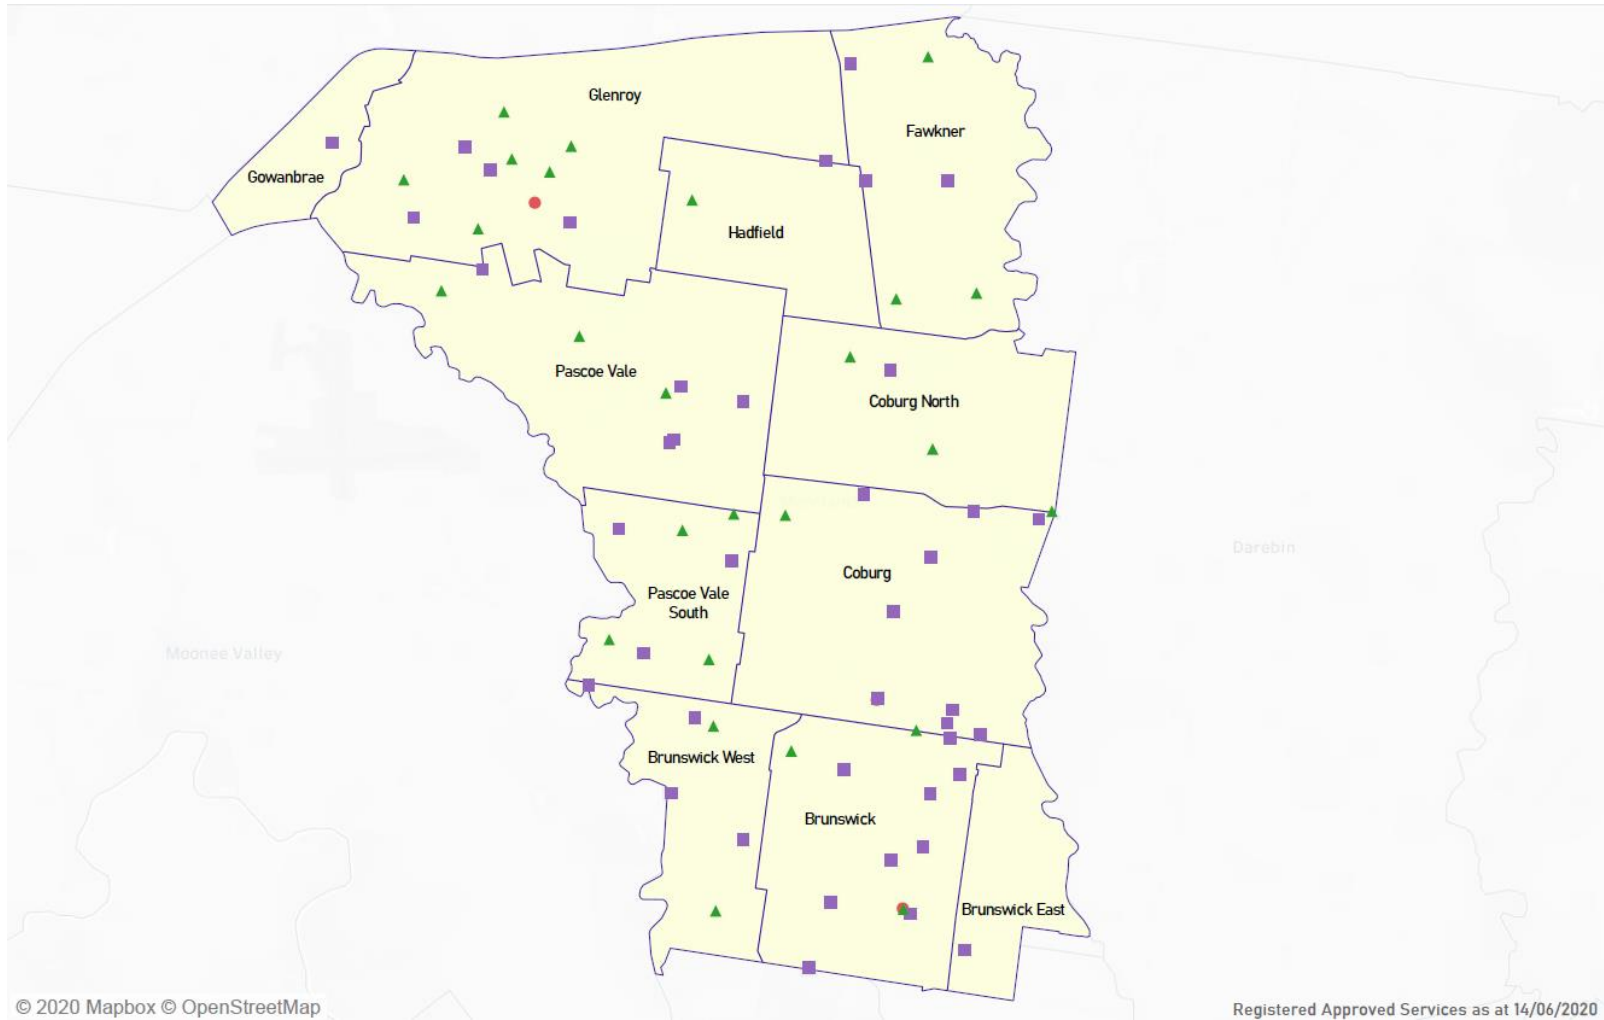 Glenroy
Fawkner
Gowanbrae
Hadfield
Pascoe Vale
Coburg North
Darebin
Coburg
Pascoe Vale
South
Moonee Valley
Brunswick West
Brunswick
Brunswick East
© 2020 Mapbox © OpenStreetMap
Registered Approved Services as at 14/06/2020